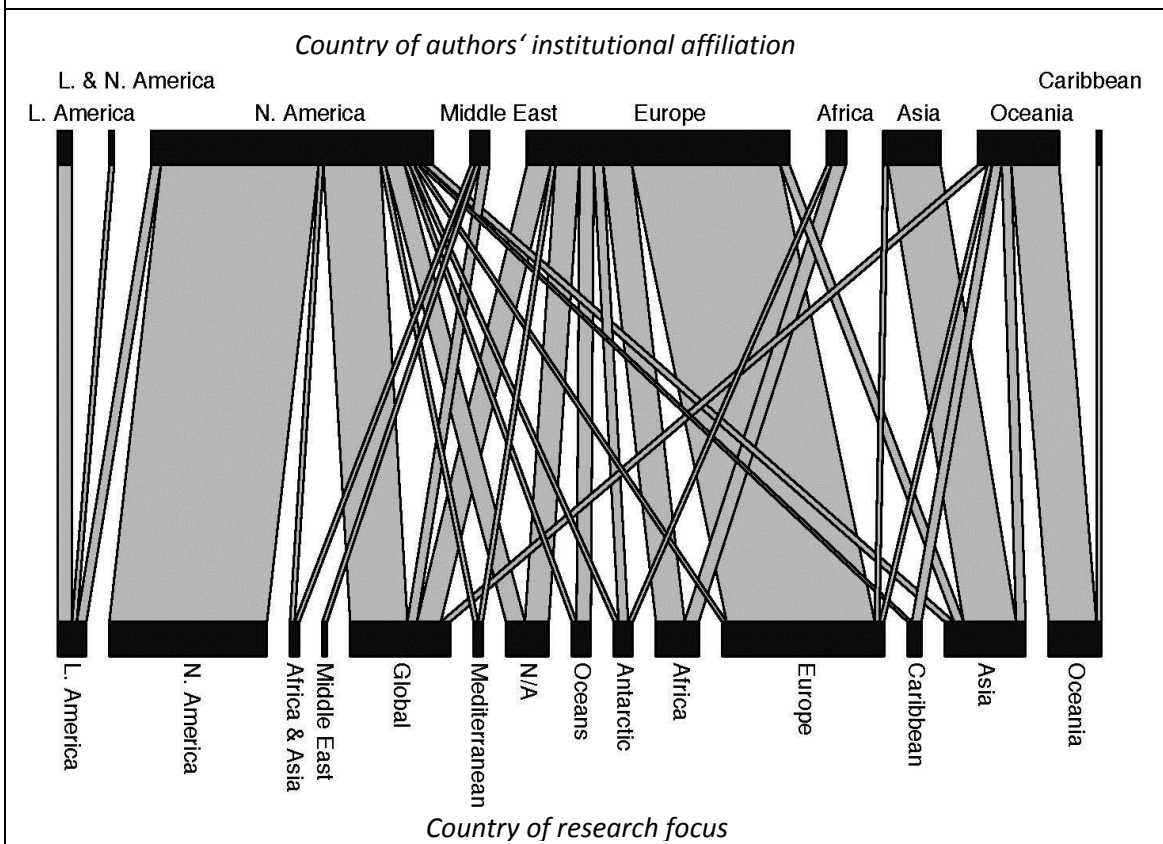 Country of authors‘ institutional affiliation
L. & N. America
Caribbean
L. America
N. America
Middle East
Europe
Africa
Asia
Oceania
L. America
N. America
Africa & Asia
Middle East
Global
Mediterranean
N/A
Oceans
Antarctic
Africa
Europe
Caribbean
Asia
Oceania
Country of research focus